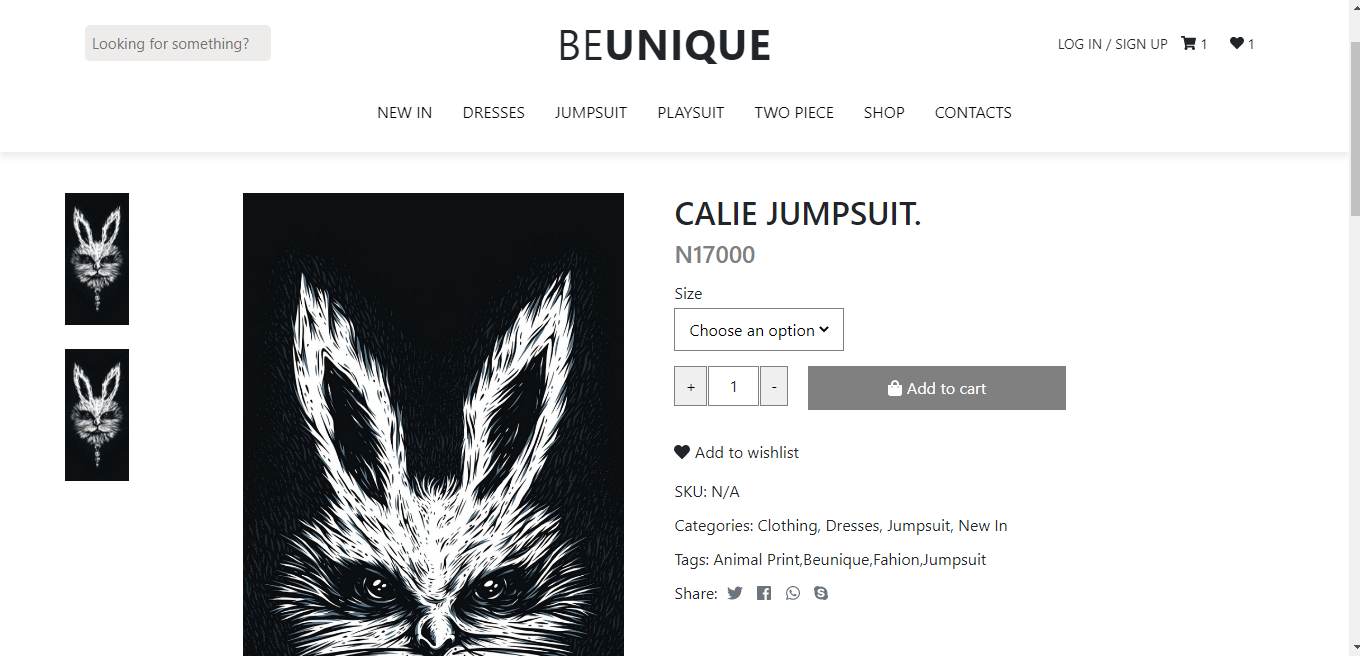 Looking for something?
BEUNIQUE
LOG IN / SIGN UP 1 1
NEW IN DRESSES JUMPSUIT PLAYSUIT TWO PIECE SHOP CONTACTS
CALIE JUMPSUIT.
N17000
Size
Choose an option
+ 1 -
Add to cart
Add to wishlist
SKU: N/A
Categories: Clothing, Dresses, Jumpsuit, New In
Tags: Animal Print,Beunique,Fahion,Jumpsuit
Share: